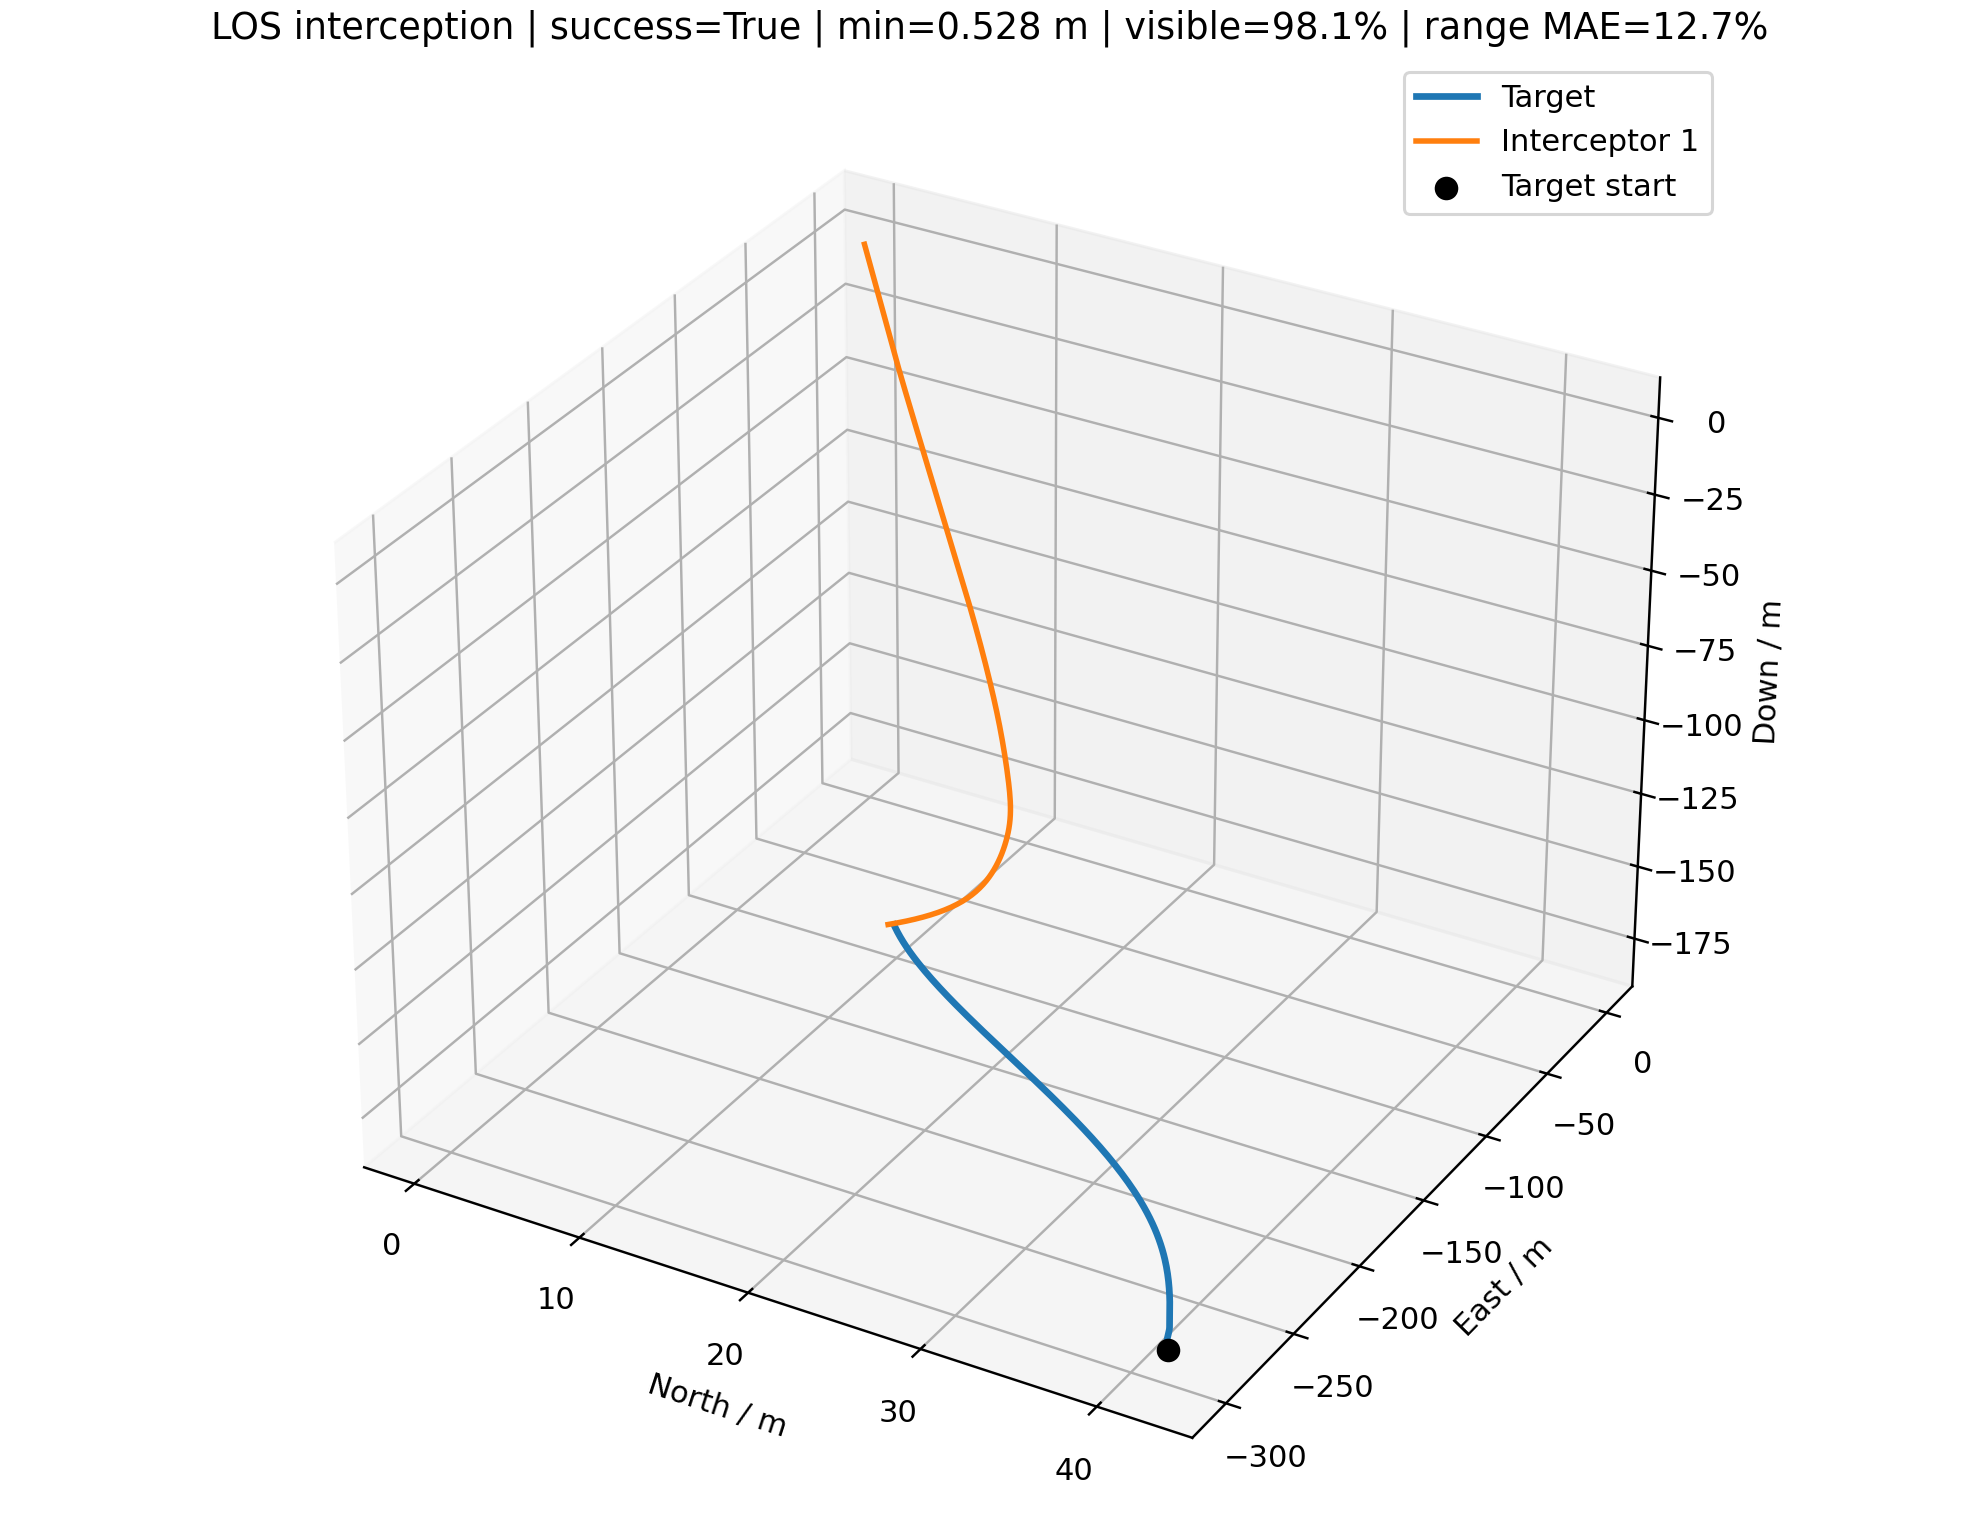 LOS interception | success=True | min=0.528 m | visible=98.1% | range MAE=12.7%
Target
Interceptor 1
Target start
0
−25
−50
−75
−100
−125
−150
−175
Down / m
0
−50
−100
−150
−200
−250
−300
East / m
0
10
20
30
40
North / m